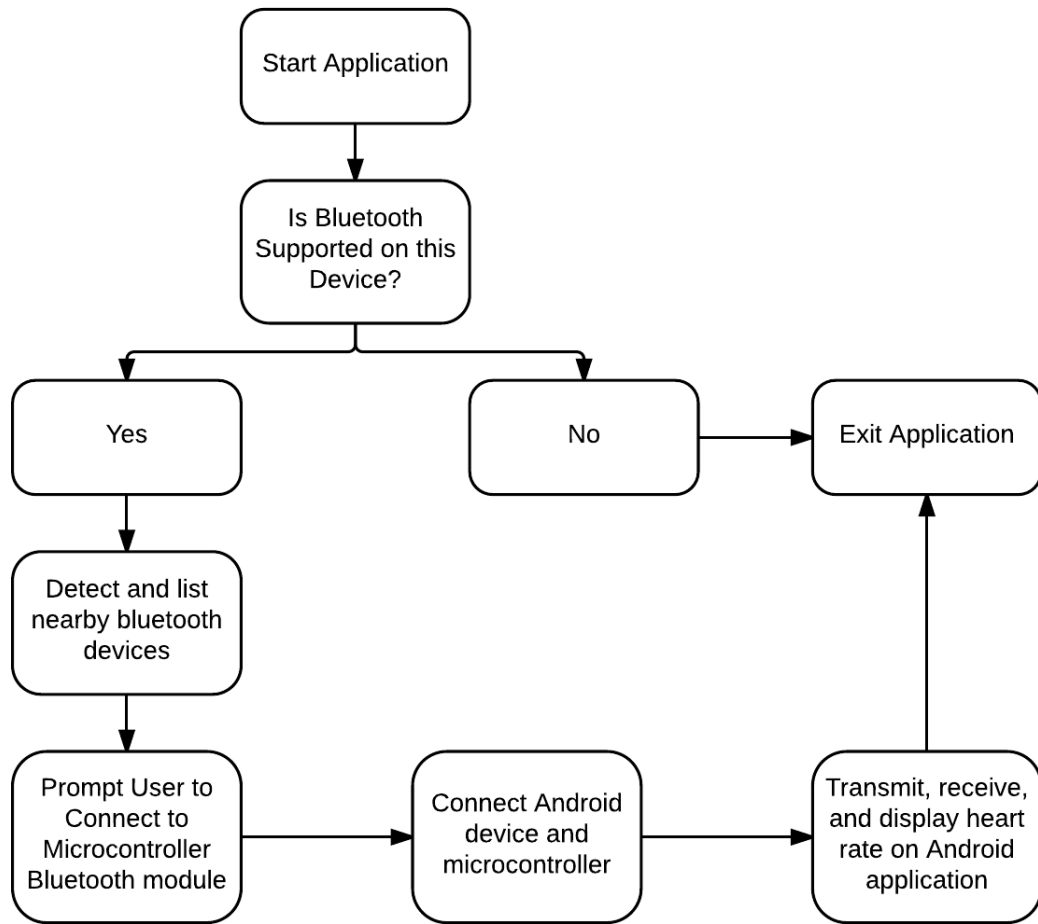 Start Application
Is Bluetooth
Supported on this
Device?
Yes
No
Exit Application
Detect and list
nearby bluetooth
devices
Prompt User to
Connect to
Microcontroller
Bluetooth module
Connect Android
device and
microcontroller
Transmit, receive,
and display heart
rate on Android
application